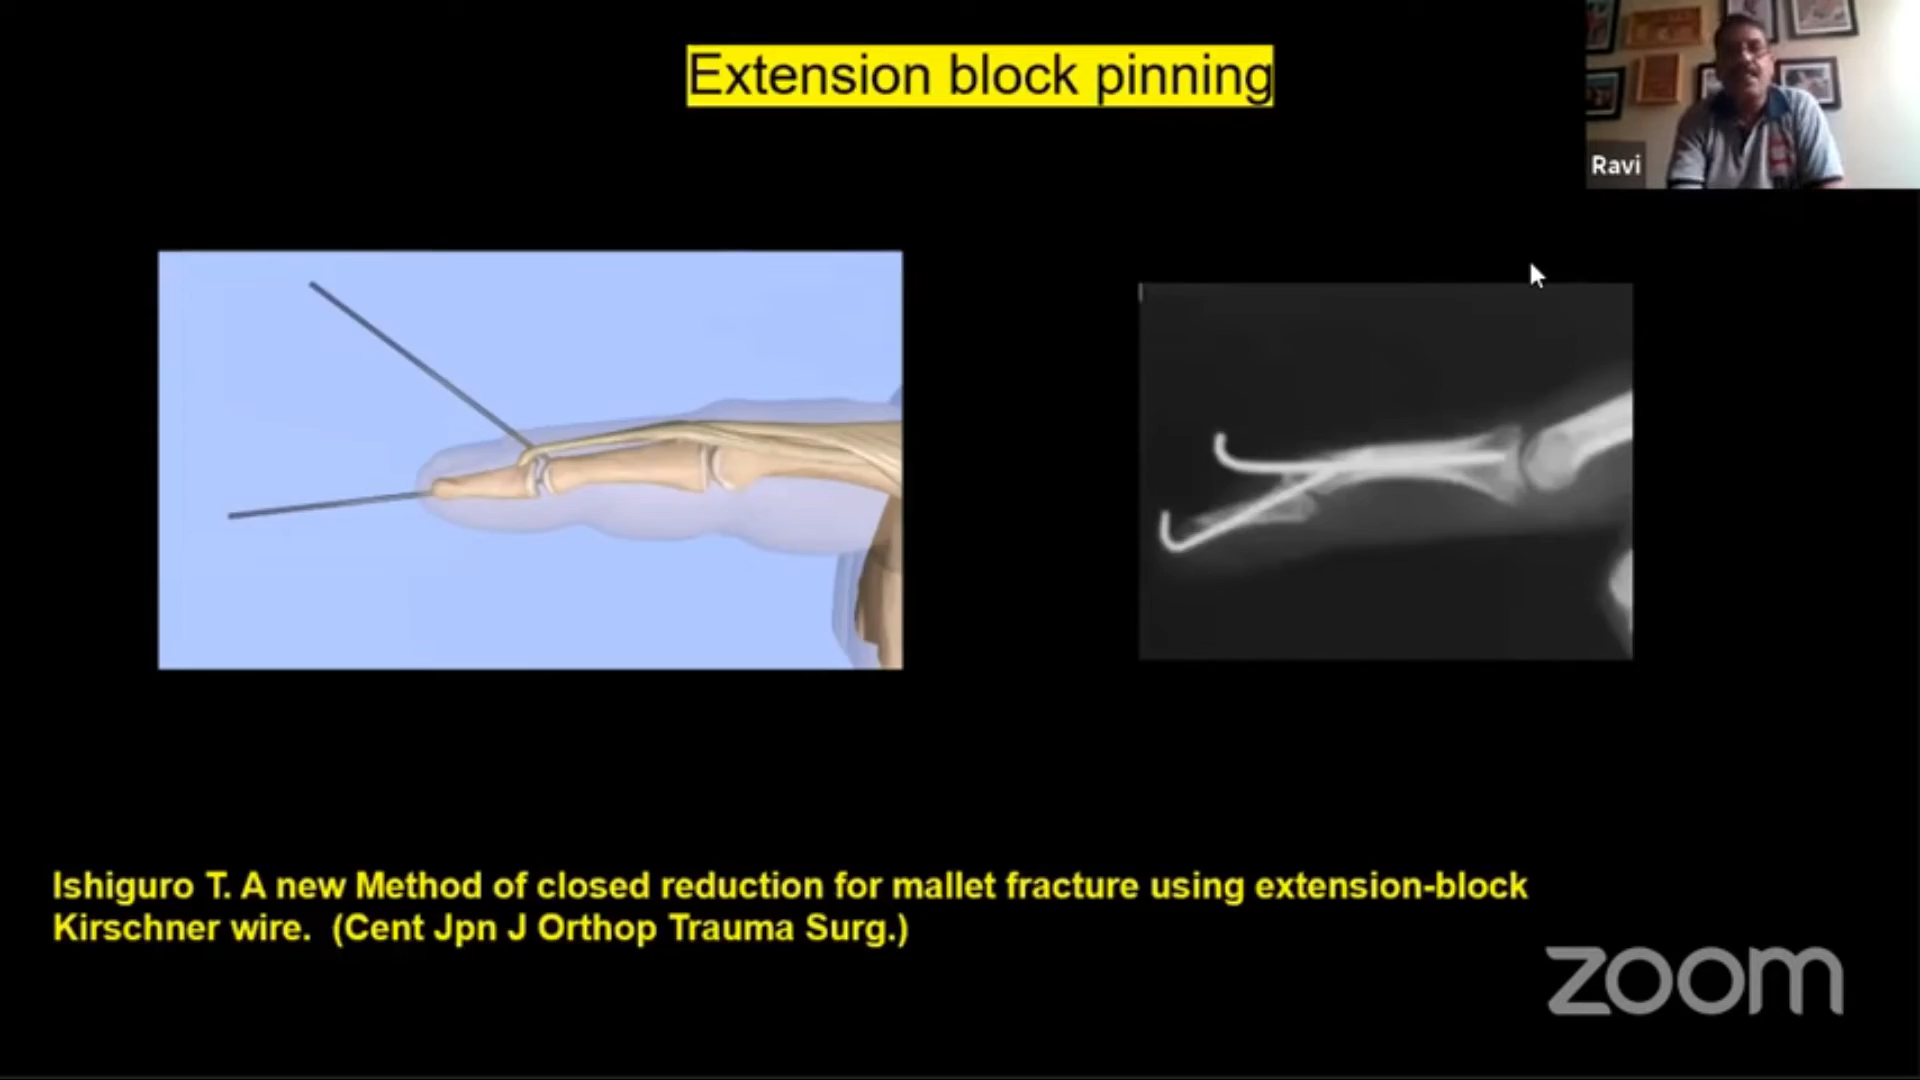 Extension block pinning
Ravi
Ishiguro T. A new Method of closed reduction for mallet fracture using extension-block
Kirschner wire.  (Cent Jpn J Orthop Trauma Surg.)
zoom